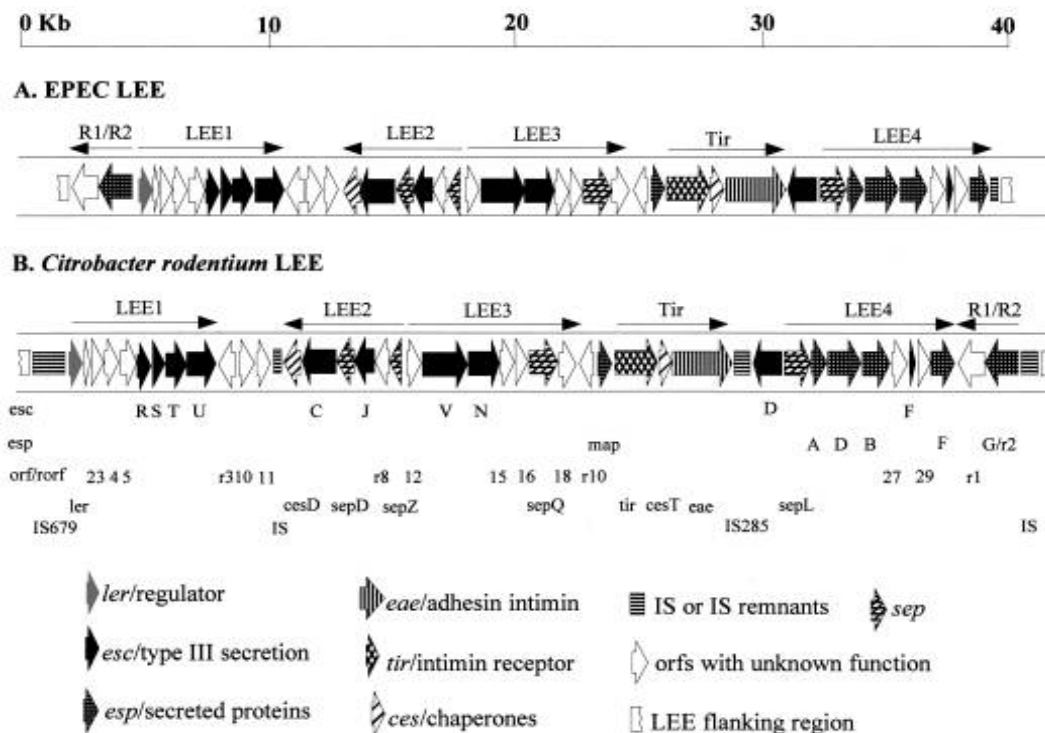 0 Kb 10 20 30 40
A. EPEC LEE
R1/R2 LEE1 LEE2 LEE3 Tir LEE4
B. Citrobacter rodentium LEE
LEE1 LEE2 LEE3 Tir LEE4 R1/R2
esc R S T U C J V N D F
esp map A D B F G/r2
orf/rorf 23 4 5 r310 11 r8 12 15 16 18 r10 27 29 r1
ler cesD sepD sepZ sepQ tir cesT eae sepL
IS679 IS IS285 IS
ler/regulator eae/adhesin intimin IS or IS remnants sep
esc/type III secretion tir/intimin receptor orfs with unknown function
esp/secreted proteins ces/chaperones LEE flanking region